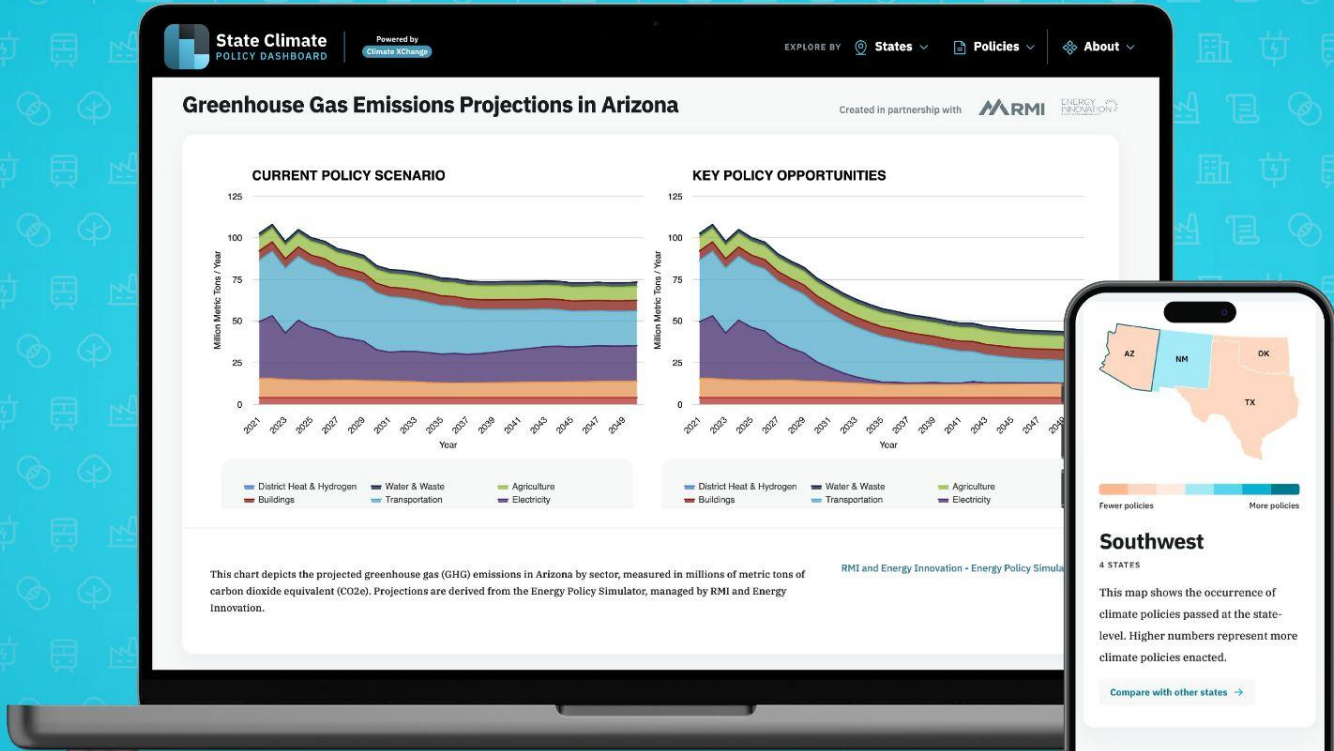 State Climate
POLICY DASHBOARD
Powered by
Climate XChange
EXPLORE BY
States
Policies
About
Greenhouse Gas Emissions Projections in Arizona
Created in partnership with
RMI
ENERGY
INNOVATION
CURRENT POLICY SCENARIO
125
100
75
50
25
0
Million Metric Tons / Year
2021 2023 2025 2027 2029 2031 2033 2035 2037 2039 2041 2043 2045 2047 2049
Year
District Heat & Hydrogen Water & Waste Agriculture
Buildings Transportation Electricity
KEY POLICY OPPORTUNITIES
125
100
75
50
25
0
Million Metric Tons / Year
2021 2023 2025 2027 2029 2031 2033 2035 2037 2039 2041 2043 2045 2047
Year
District Heat & Hydrogen Water & Waste Agriculture
Buildings Transportation Electricity
This chart depicts the projected greenhouse gas (GHG) emissions in Arizona by sector, measured in millions of metric tons of
carbon dioxide equivalent (CO2e). Projections are derived from the Energy Policy Simulator, managed by RMI and Energy
Innovation.
RMI and Energy Innovation - Energy Policy Simula
AZ
NM
OK
TX
Fewer policies More policies
Southwest
4 STATES
This map shows the occurrence of
climate policies passed at the state-
level. Higher numbers represent more
climate policies enacted.
Compare with other states →